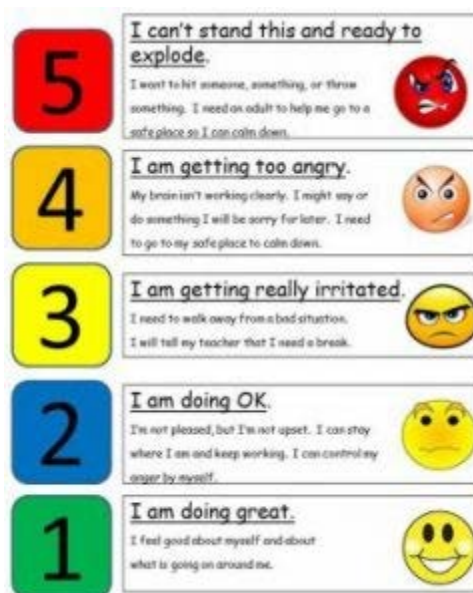 5
I can't stand this and ready to
explode.
I want to hit someone, something, or throw
something. I need an adult to help me go to a
safe place so I can calm down.
4
I am getting too angry.
My brain isn't working clearly. I might say or
do something I will be sorry for later. I need
to go to my safe place to calm down.
3
I am getting really irritated.
I need to walk away from a bad situation.
I will tell my teacher that I need a break.
2
I am doing OK.
I'm not pleased, but I'm not upset. I can stay
where I am and keep working. I can control my
anger by myself.
1
I am doing great.
I feel good about myself and about
what is going on around me.